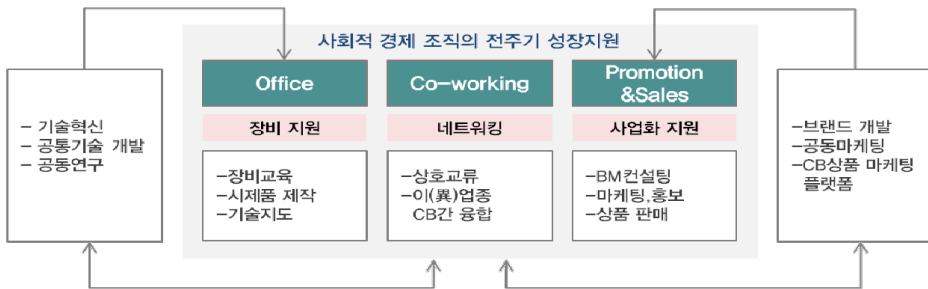 사회적 경제 조직의 전주기 성장지원
- 기술혁신
- 공통기술 개발
- 공동연구
Office
장비 지원
-장비교육
-시제품 제작
-기술지도
Co-working
네트워킹
-상호교류
-이(異)업종
CB간 융합
Promotion
&Sales
사업화 지원
-BM컨설팅
-마케팅,홍보
-상품 판매
-브랜드 개발
-공동마케팅
-CB상품 마케팅
플랫폼